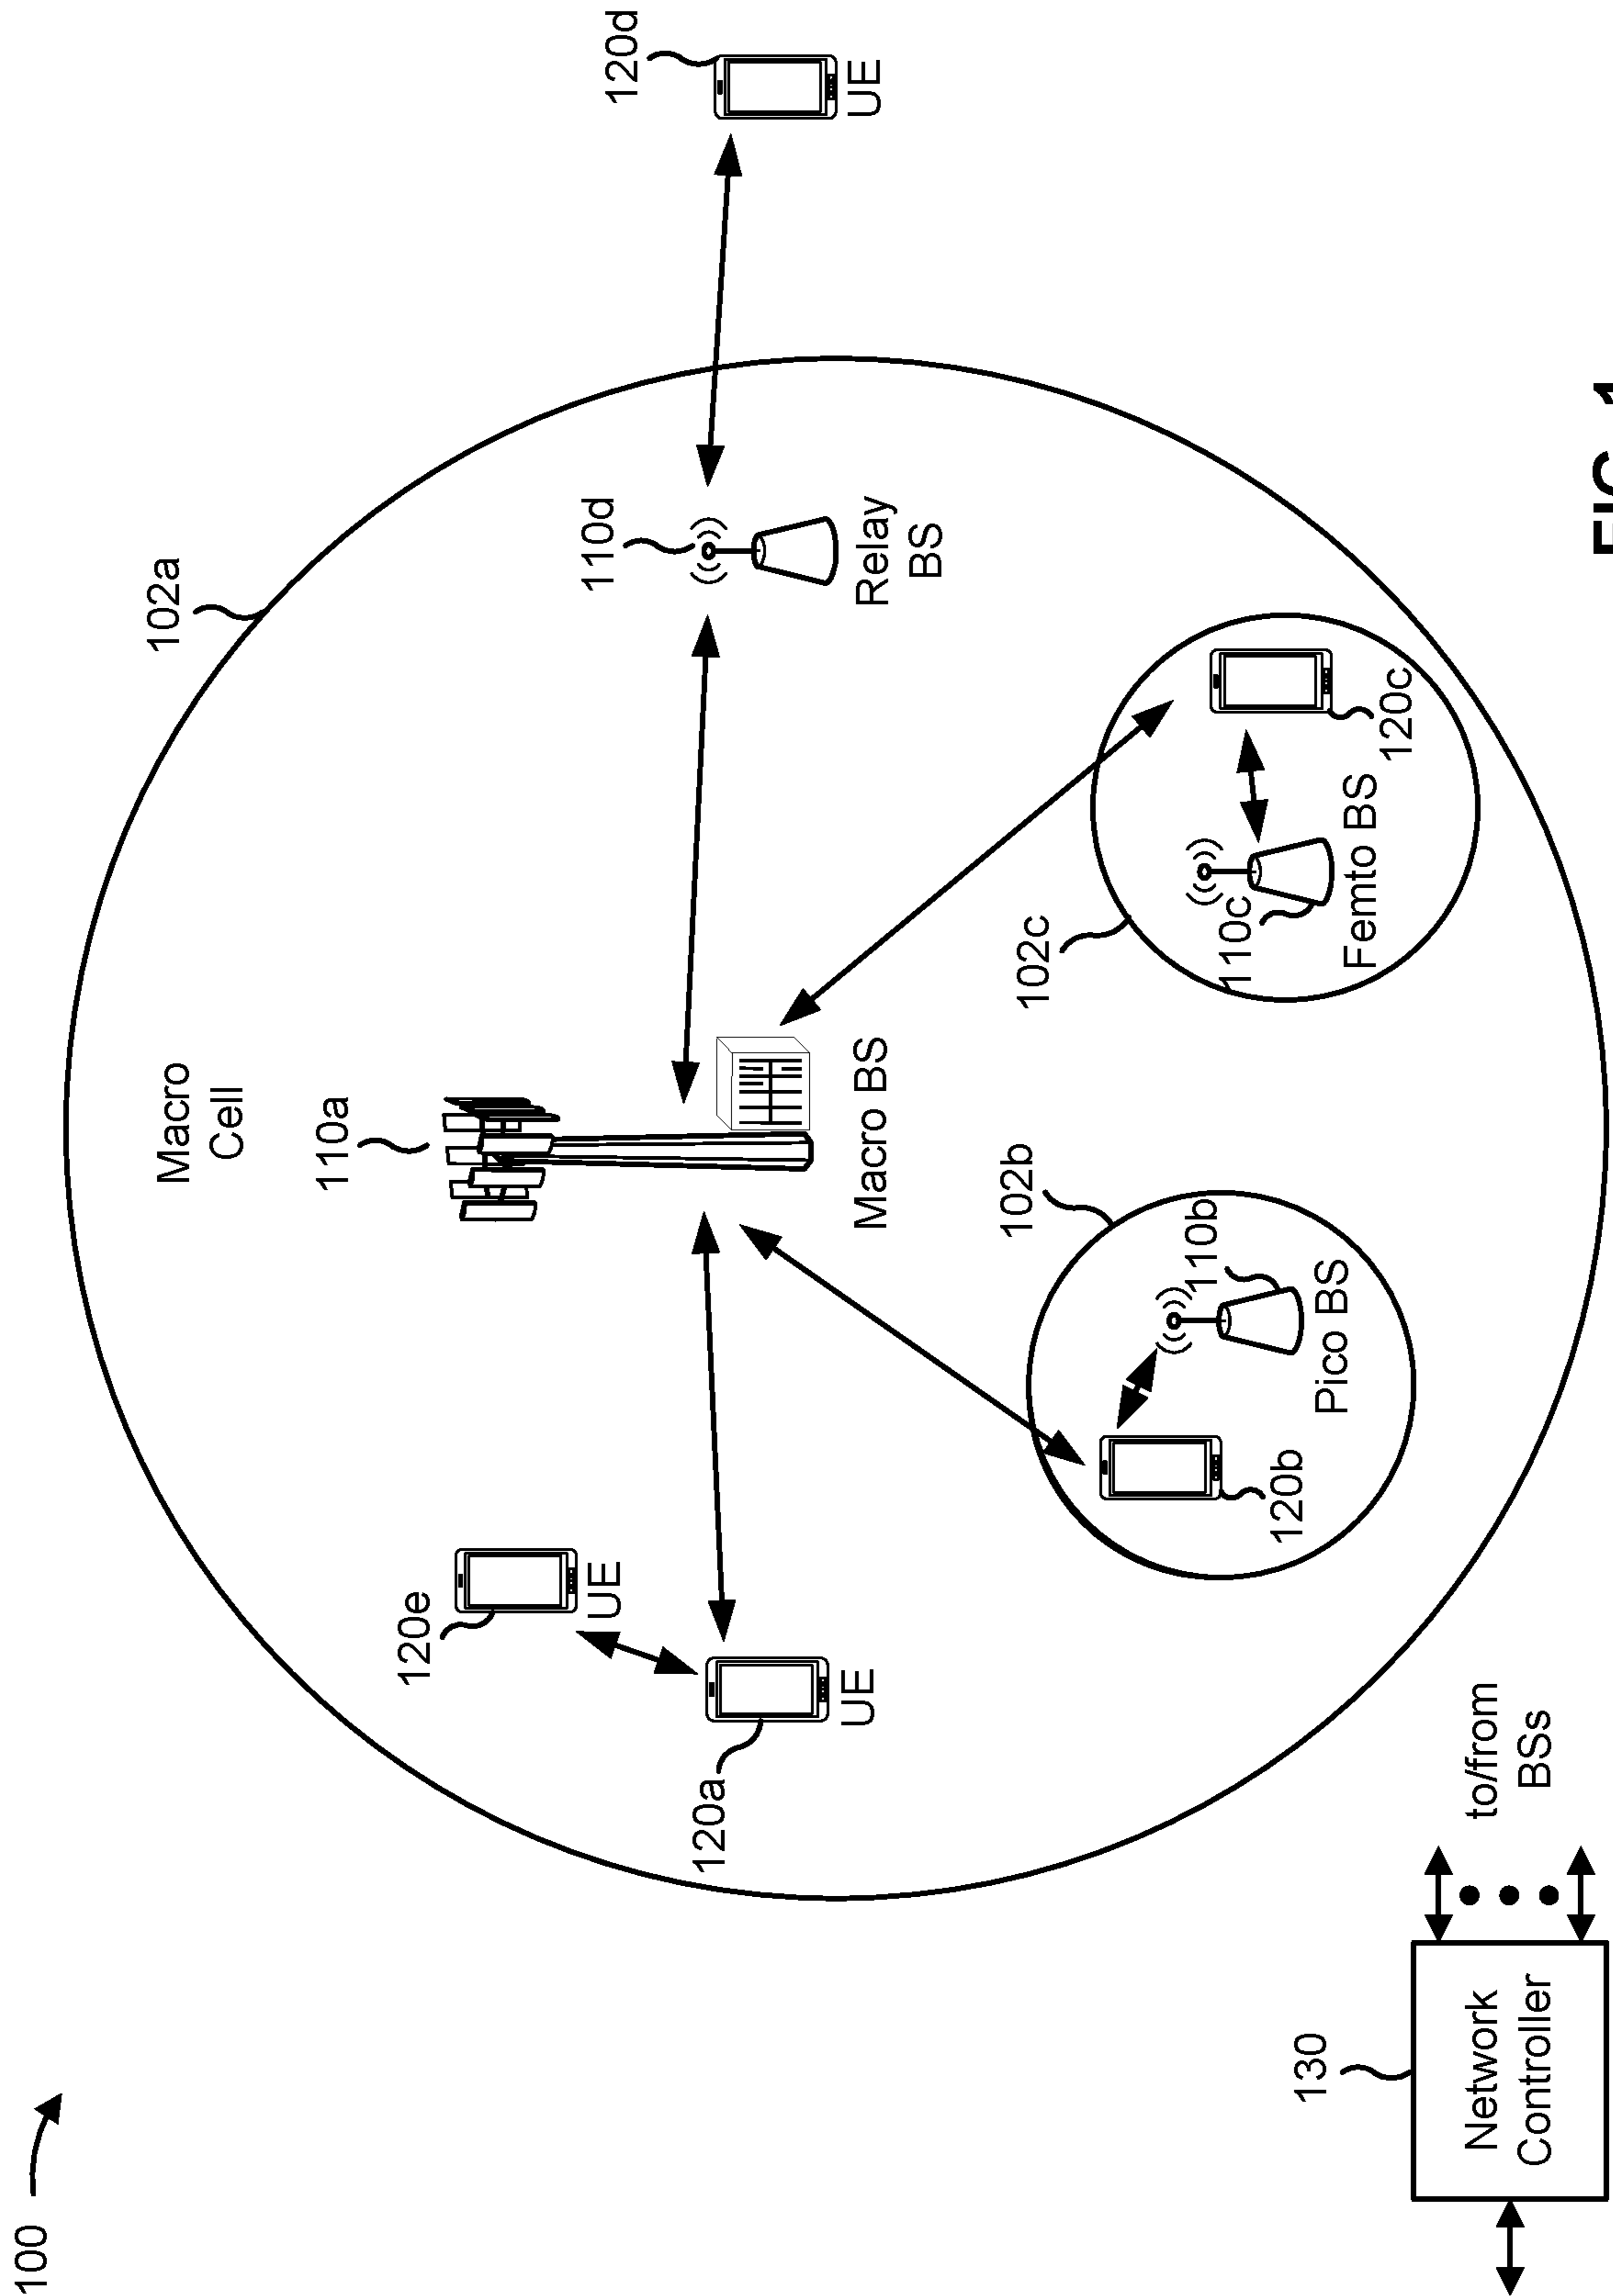 100
102a
Macro
Cell
110a
120d
UE
110d
Relay
BS
120e
UE
120a
UE
Macro BS
102b
110b
Pico BS
120b
102c
110c
Femto BS
120c
130
Network
Controller
to/from
BSs
FIG. 1